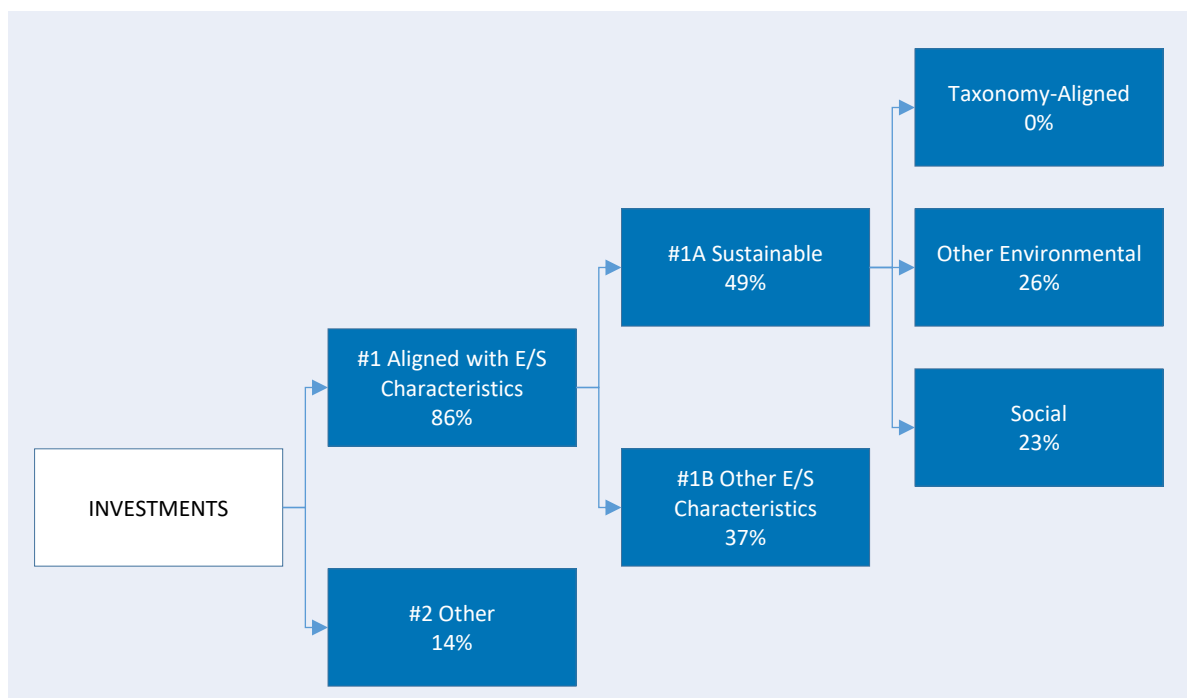 Taxonomy-Aligned
0%
#1A Sustainable
49%
Other Environmental
26%
#1 Aligned with E/S
Characteristics
86%
Social
23%
INVESTMENTS
#1B Other E/S
Characteristics
37%
#2 Other
14%